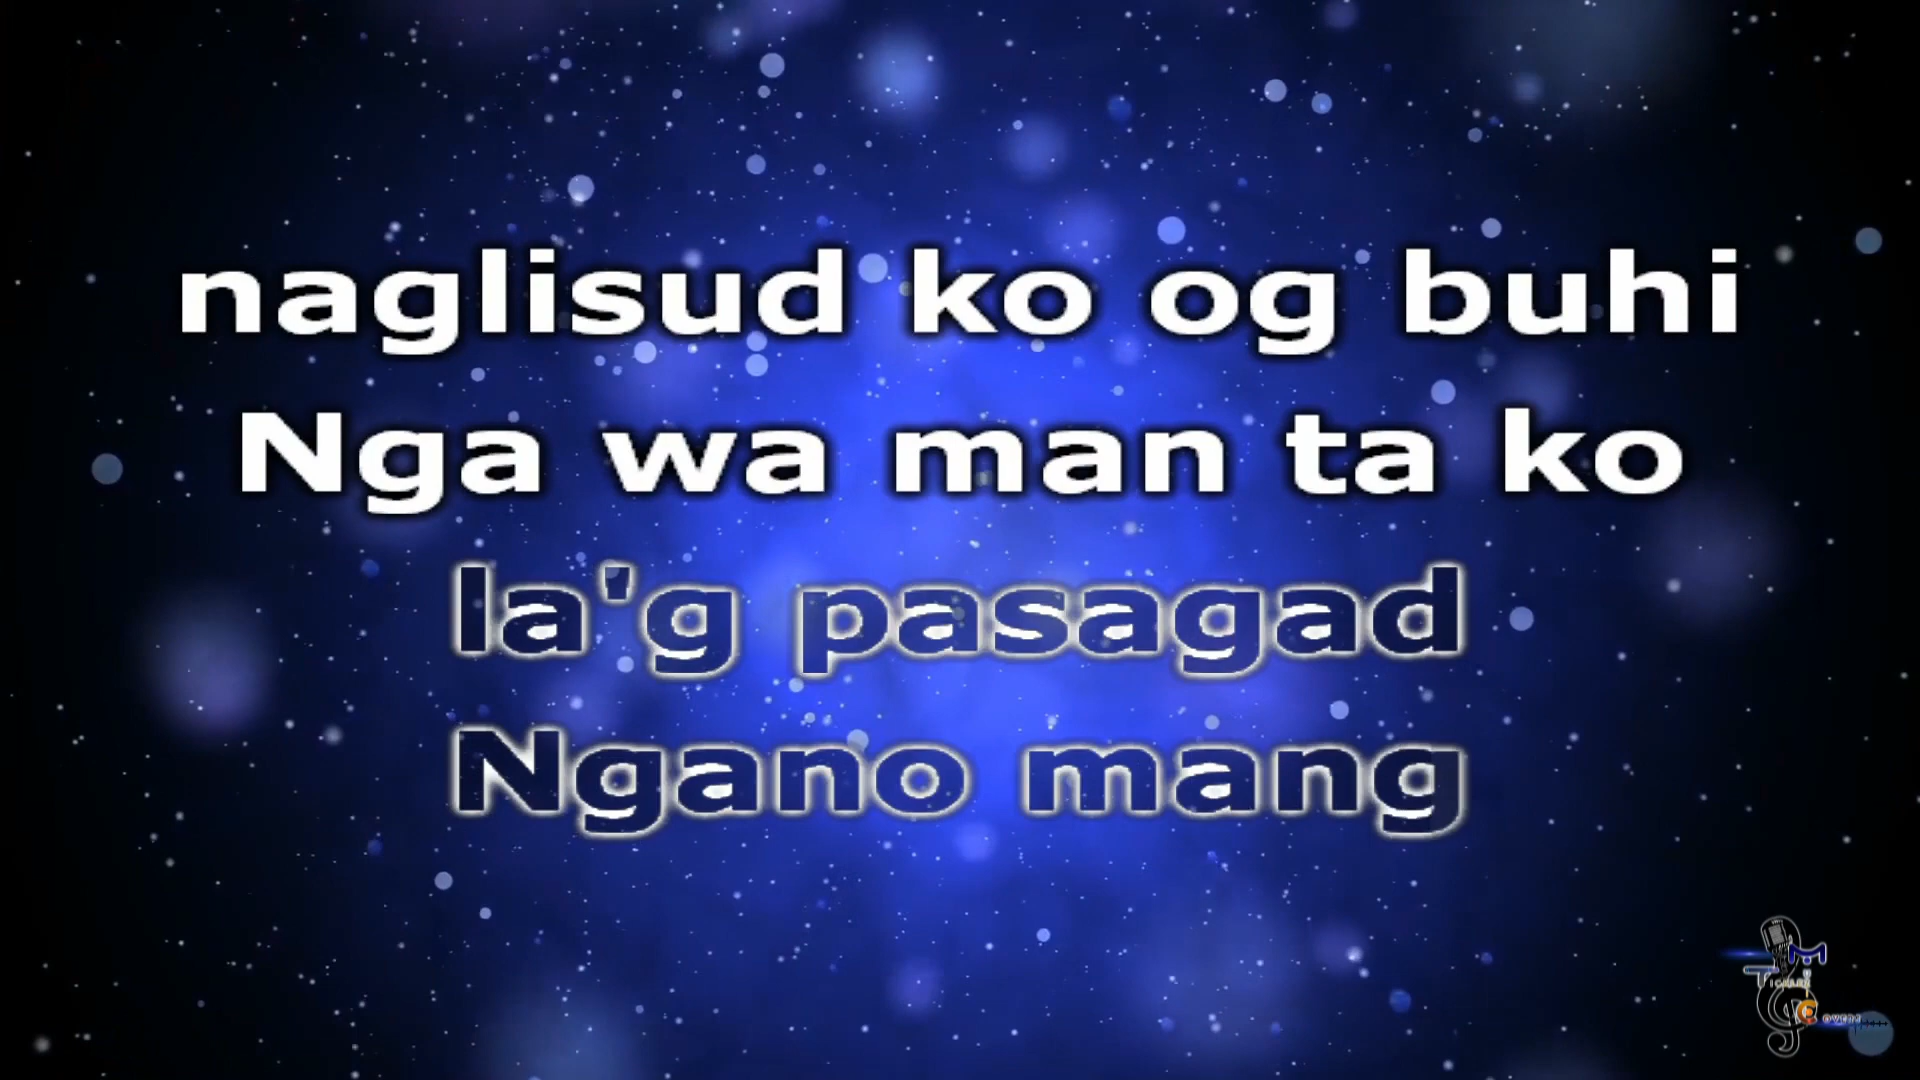 naglisud ko og buhi
Nga wa man ta ko
la'g pasagad
Ngano mang